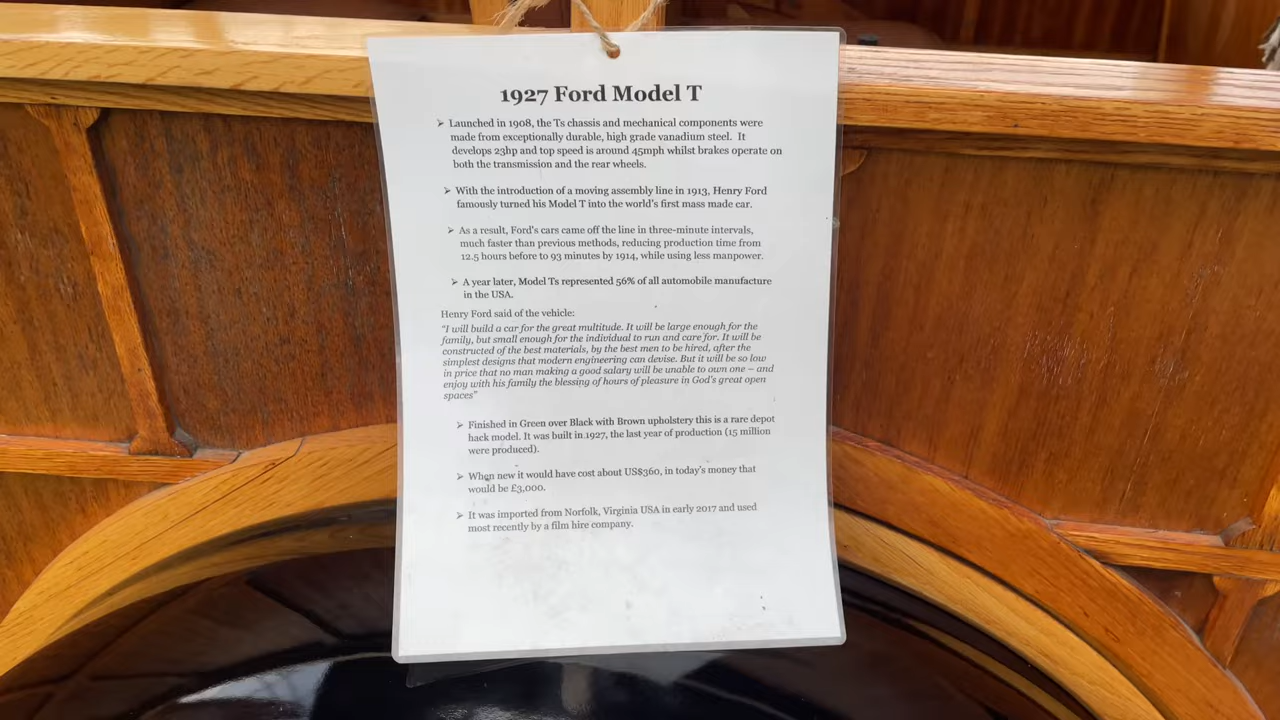 1927 Ford Model T
➢ Launched in 1908, the Ts chassis and mechanical components were
made from exceptionally durable, high grade vanadium steel. It
develops 23hp and top speed is around 45mph whilst brakes operate on
both the transmission and the rear wheels.
➢ With the introduction of a moving assembly line in 1913, Henry Ford
famously turned his Model T into the world's first mass made car.
➢ As a result, Ford's cars came off the line in three-minute intervals,
much faster than previous methods, reducing production time from
12.5 hours before to 93 minutes by 1914, while using less manpower.
➢ A year later, Model Ts represented 56% of all automobile manufacture
in the USA.
Henry Ford said of the vehicle:
"I will build a car for the great multitude. It will be large enough for the
family, but small enough for the individual to run and care for. It will be
constructed of the best materials, by the best men to be hired, after the
simplest designs that modern engineering can devise. But it will be so low
in price that no man making a good salary will be unable to own one – and
enjoy with his family the blessing of hours of pleasure in God's great open
spaces"
➢ Finished in Green over Black with Brown upholstery this is a rare depot
hack model. It was built in 1927, the last year of production (15 million
were produced).
➢ When new it would have cost about US$360, in today's money that
would be £3,000.
➢ It was imported from Norfolk, Virginia USA in early 2017 and used
most recently by a film hire company.